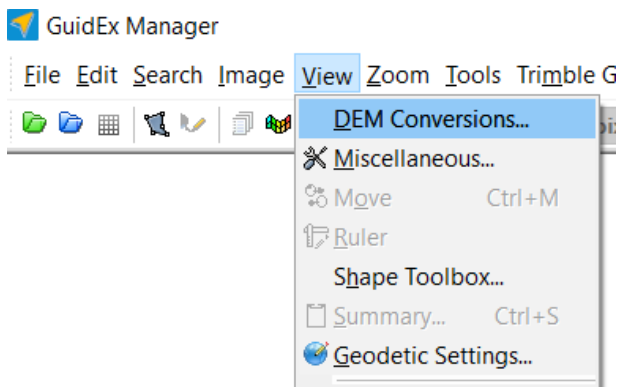 GuidEx Manager
File Edit Search Image View Zoom Tools Trimble G
DEM Conversions...
Miscellaneous...
Move Ctrl+M
Ruler
Shape Toolbox...
Summary... Ctrl+S
Geodetic Settings...